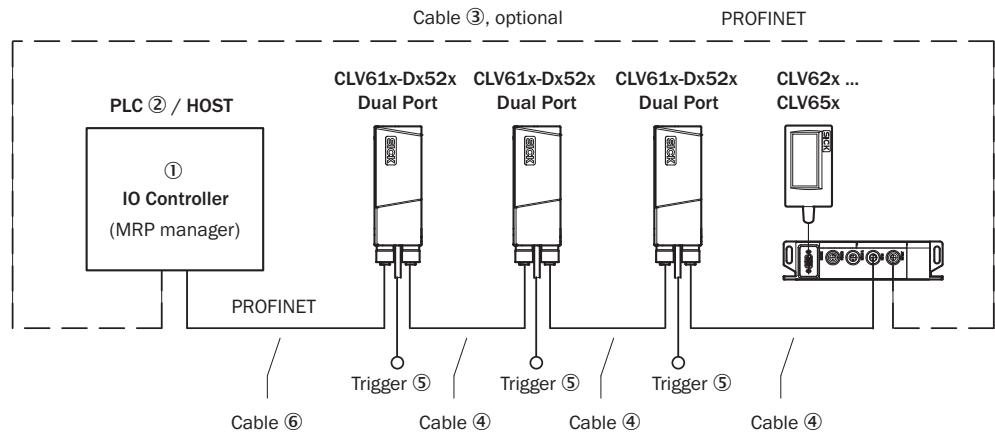 Cable ③, optional
PROFINET
CLV61x-Dx52x
Dual Port
CLV61x-Dx52x
Dual Port
CLV61x-Dx52x
Dual Port
CLV62x ...
CLV65x
PLC ② / HOST
①
IO Controller
(MRP manager)
SICK
SICK
SICK
SICK
PROFINET
Trigger ⑤
Trigger ⑤
Trigger ⑤
Cable ⑥
Cable ④
Cable ④
Cable ④